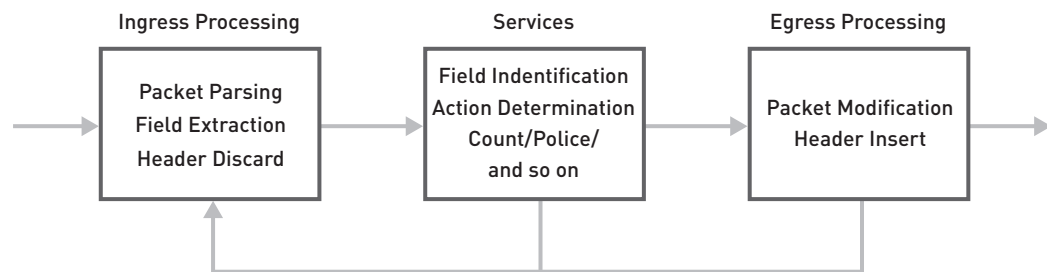 Ingress Processing
Services
Egress Processing
Packet Parsing
Field Extraction
Header Discard
Field Indentification
Action Determination
Count/Police/
and so on
Packet Modification
Header Insert